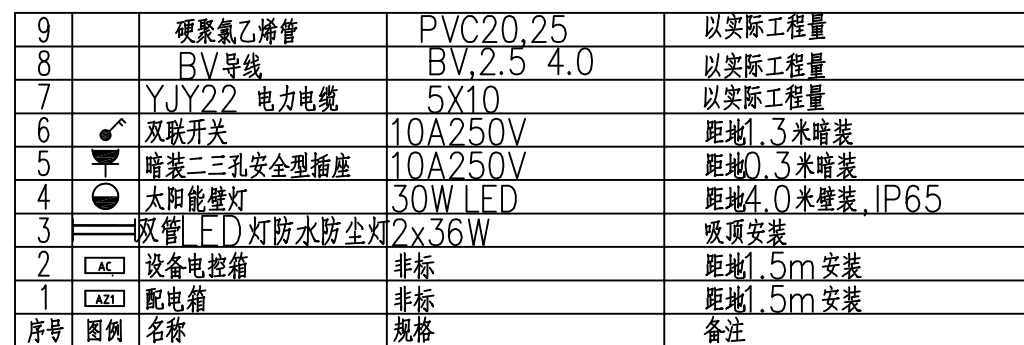 9 硬聚氯乙烯管 PVC20,25 以实际工程量
8 BV导线 BV,2.5 4.0 以实际工程量
7 YJY22 电力电缆 5X10 以实际工程量
6 双联开关 10A250V 距地1.3米暗装
5 暗装二三孔安全型插座 10A250V 距地0.3米暗装
4 太阳能壁灯 30W LED 距地4.0米壁装,IP65
3 双管LED灯防水防尘灯 2x36W 吸顶安装
2 AC 设备电控箱 非标 距地1.5m安装
1 AZ1 配电箱 非标 距地1.5m安装
序号 图例 名称 规格 备注